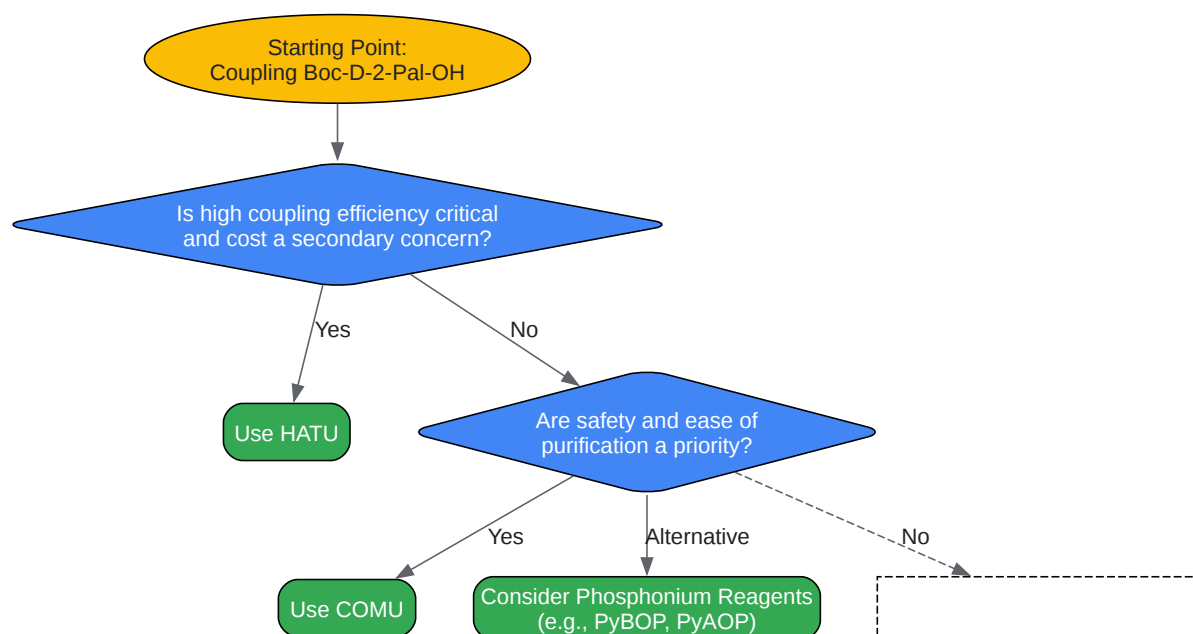 Starting Point:
Coupling Boc-D-2-Pal-OH
Is high coupling efficiency critical
and cost a secondary concern?
Yes
No
Use HATU
Are safety and ease of
purification a priority?
Yes
Alternative
No
Use COMU
Consider Phosphonium Reagents
(e.g., PyBOP, PyAOP)